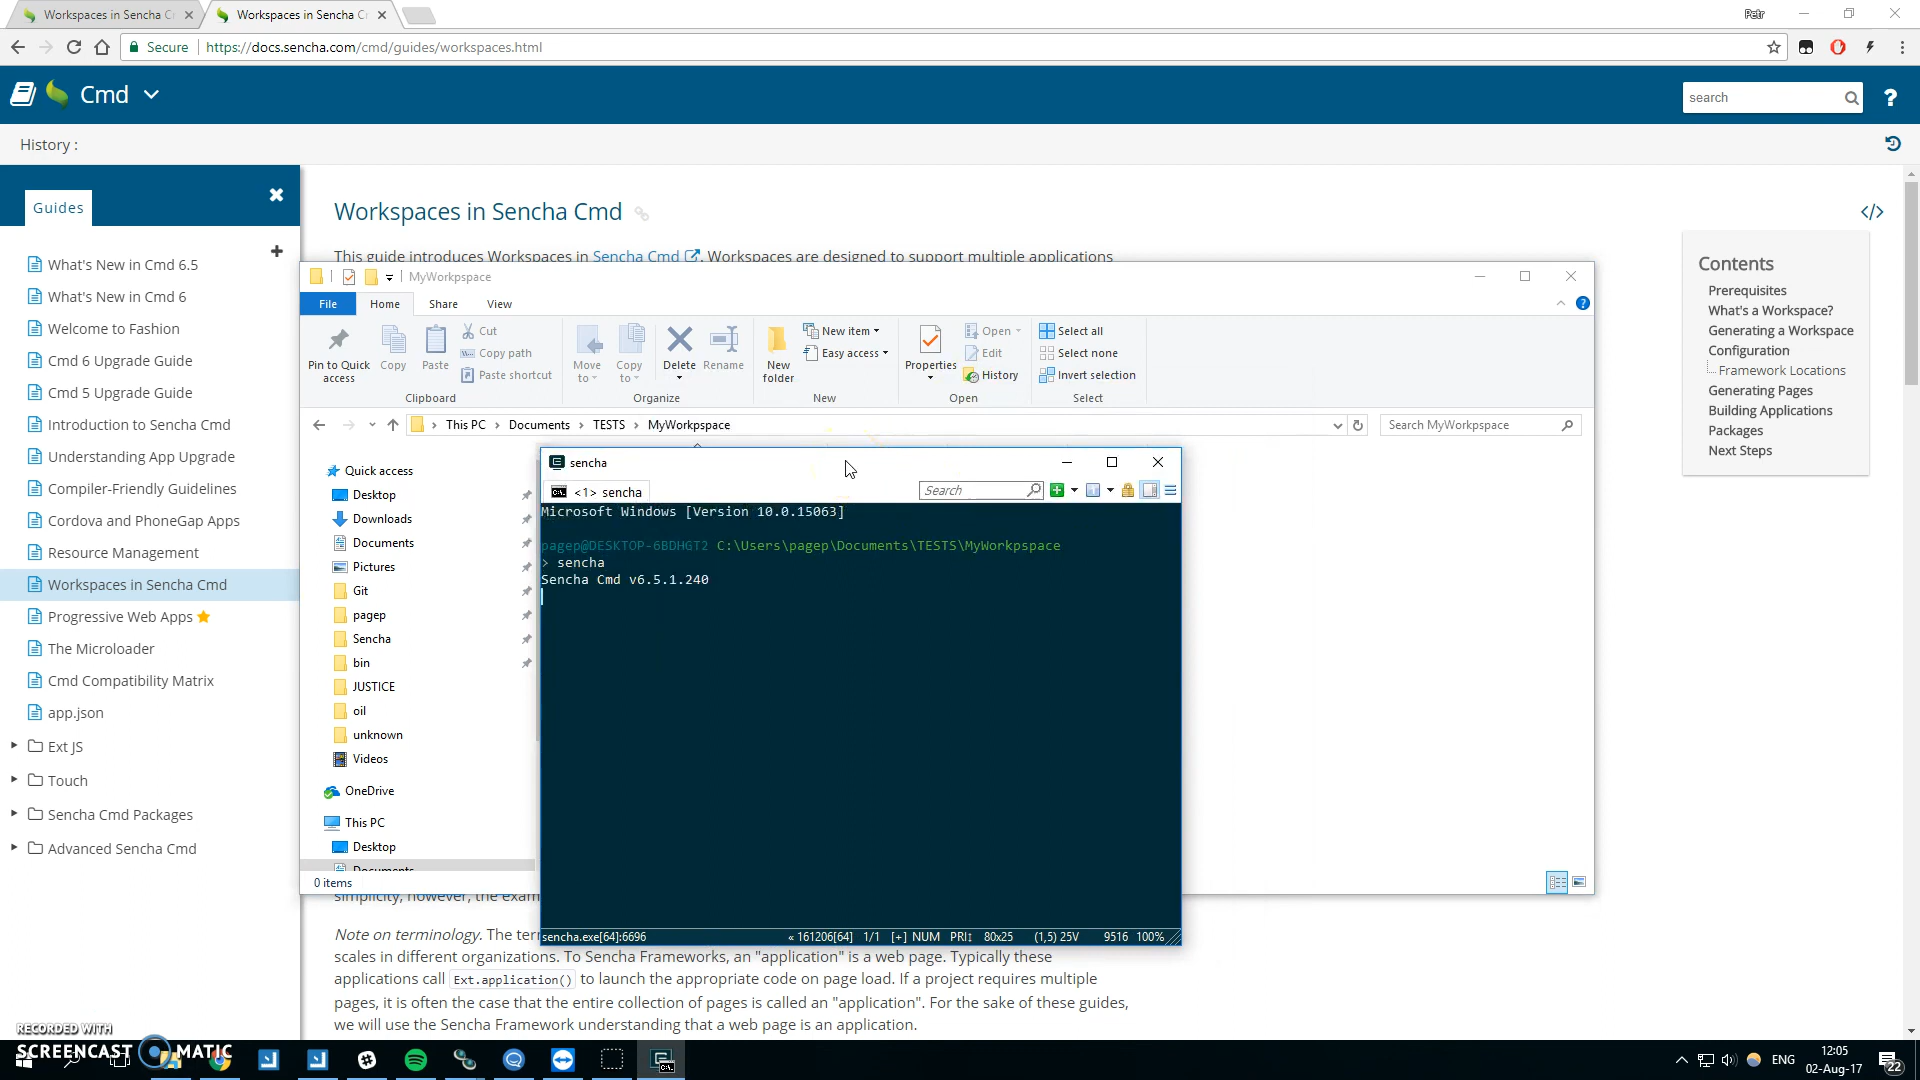 Workspaces in Sencha C
Workspaces in Sencha C
Petr
Secure
https://docs.sencha.com/cmd/guides/workspaces.html
Cmd
search
?
History :
Guides
What's New in Cmd 6.5
What's New in Cmd 6
Welcome to Fashion
Cmd 6 Upgrade Guide
Cmd 5 Upgrade Guide
Introduction to Sencha Cmd
Understanding App Upgrade
Compiler-Friendly Guidelines
Cordova and PhoneGap Apps
Resource Management
Workspaces in Sencha Cmd
Progressive Web Apps
The Microloader
Cmd Compatibility Matrix
app.json
Ext JS
Touch
Sencha Cmd Packages
Advanced Sencha Cmd
Workspaces in Sencha Cmd
</>
This guide introduces Workspaces in Sencha Cmd . Workspaces are designed to support multiple applications
Contents
Prerequisites
What's a Workspace?
Generating a Workspace
Configuration
Framework Locations
Generating Pages
Building Applications
Packages
Next Steps
MyWorkpspace
File Home Share View
Pin to Quick access
Copy
Paste
Cut
Copy path
Paste shortcut
Clipboard
Move to
Copy to
Delete
Rename
Organize
New folder
New item
Easy access
New
Properties
Open
Edit
History
Open
Select all
Select none
Invert selection
Select
This PC > Documents > TESTS > MyWorkpspace
Search MyWorkpspace
Quick access
Desktop
Downloads
Documents
Pictures
Git
pagep
Sencha
bin
JUSTICE
oil
unknown
Videos
OneDrive
This PC
Desktop
Documents
0 items
sencha
<1> sencha
Search
Microsoft Windows [Version 10.0.15063]
pagep@DESKTOP-6BDHGT2 C:\Users\pagep\Documents\TESTS\MyWorkpspace
> sencha
Sencha Cmd v6.5.1.240
sencha.exe[64]:6696
« 161206[64] 1/1 [+] NUM PRI↕ 80x25 (1,5) 25V 9516 100%
simplicity, however, the exam
Note on terminology. The ter
scales in different organizations. To Sencha Frameworks, an "application" is a web page. Typically these
applications call Ext.application() to launch the appropriate code on page load. If a project requires multiple
pages, it is often the case that the entire collection of pages is called an "application". For the sake of these guides,
we will use the Sencha Framework understanding that a web page is an application.
RECORDED WITH
SCREENCAST MATIC
ENG
12:05
02-Aug-17
22